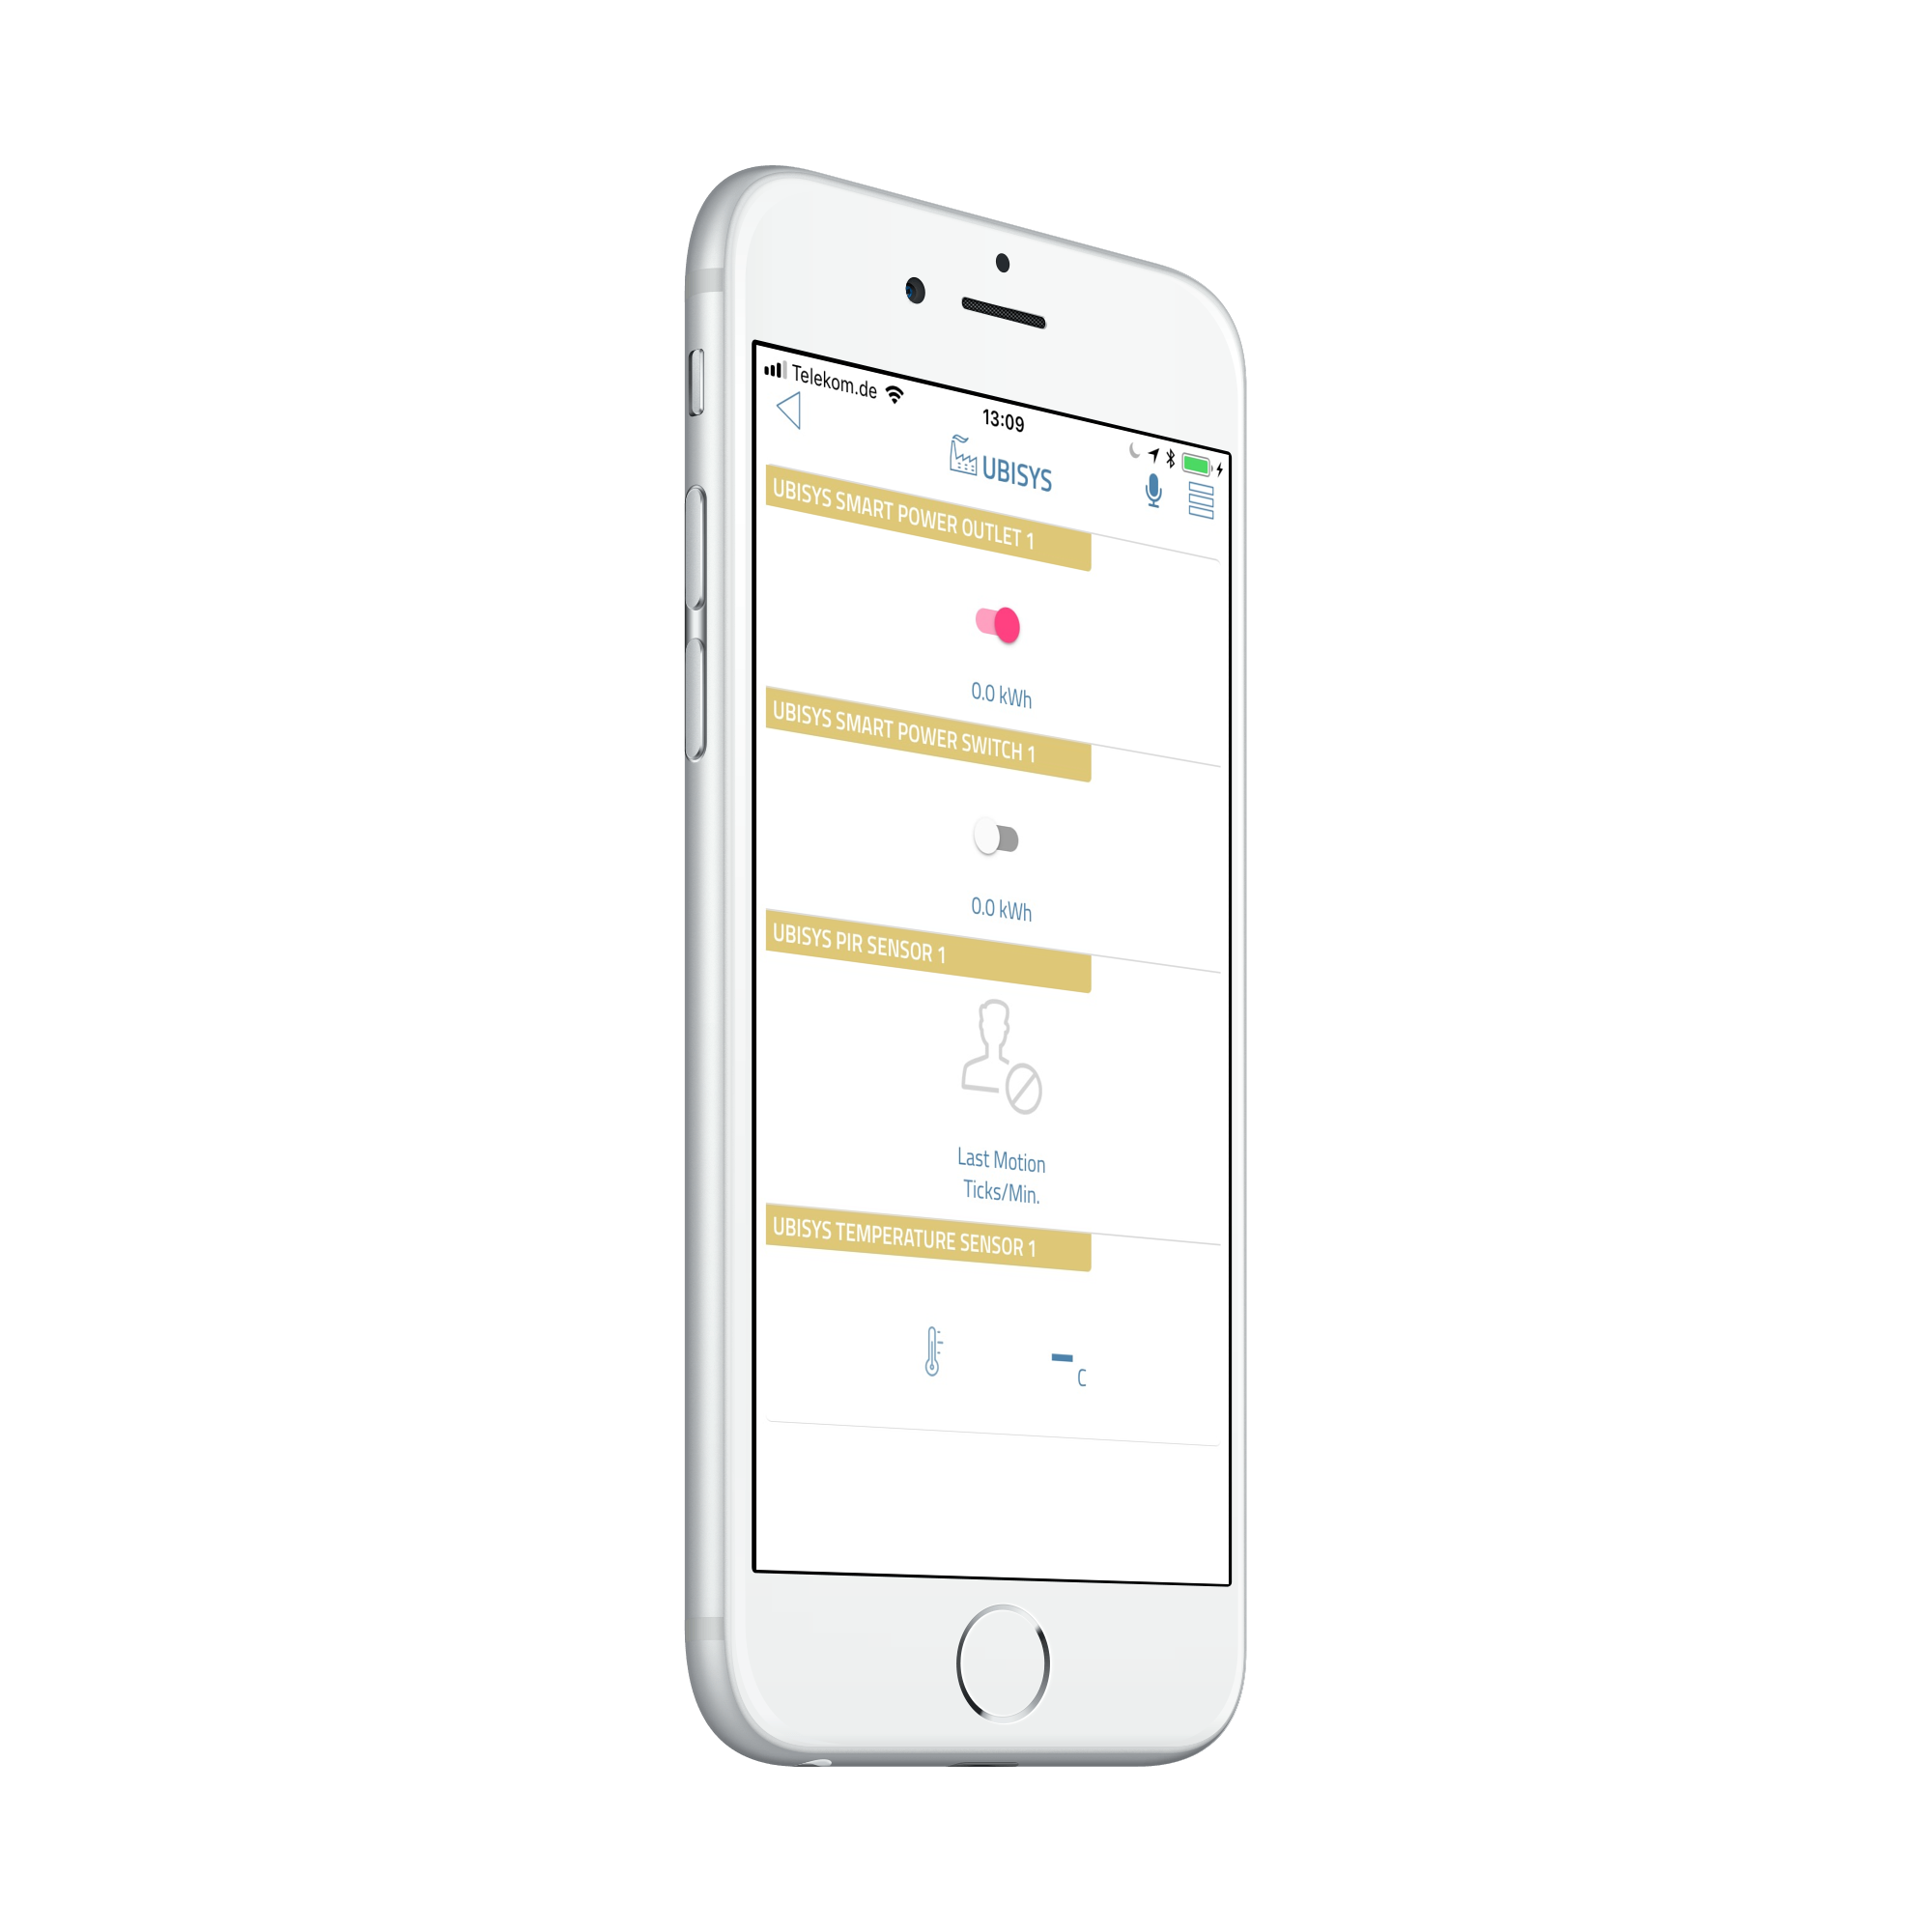 Telekom.de
13:09
UBISYS
UBISYS SMART POWER OUTLET 1
0.0 kWh
UBISYS SMART POWER SWITCH 1
0.0 kWh
UBISYS PIR SENSOR 1
Last Motion
Ticks/Min.
UBISYS TEMPERATURE SENSOR 1
– C